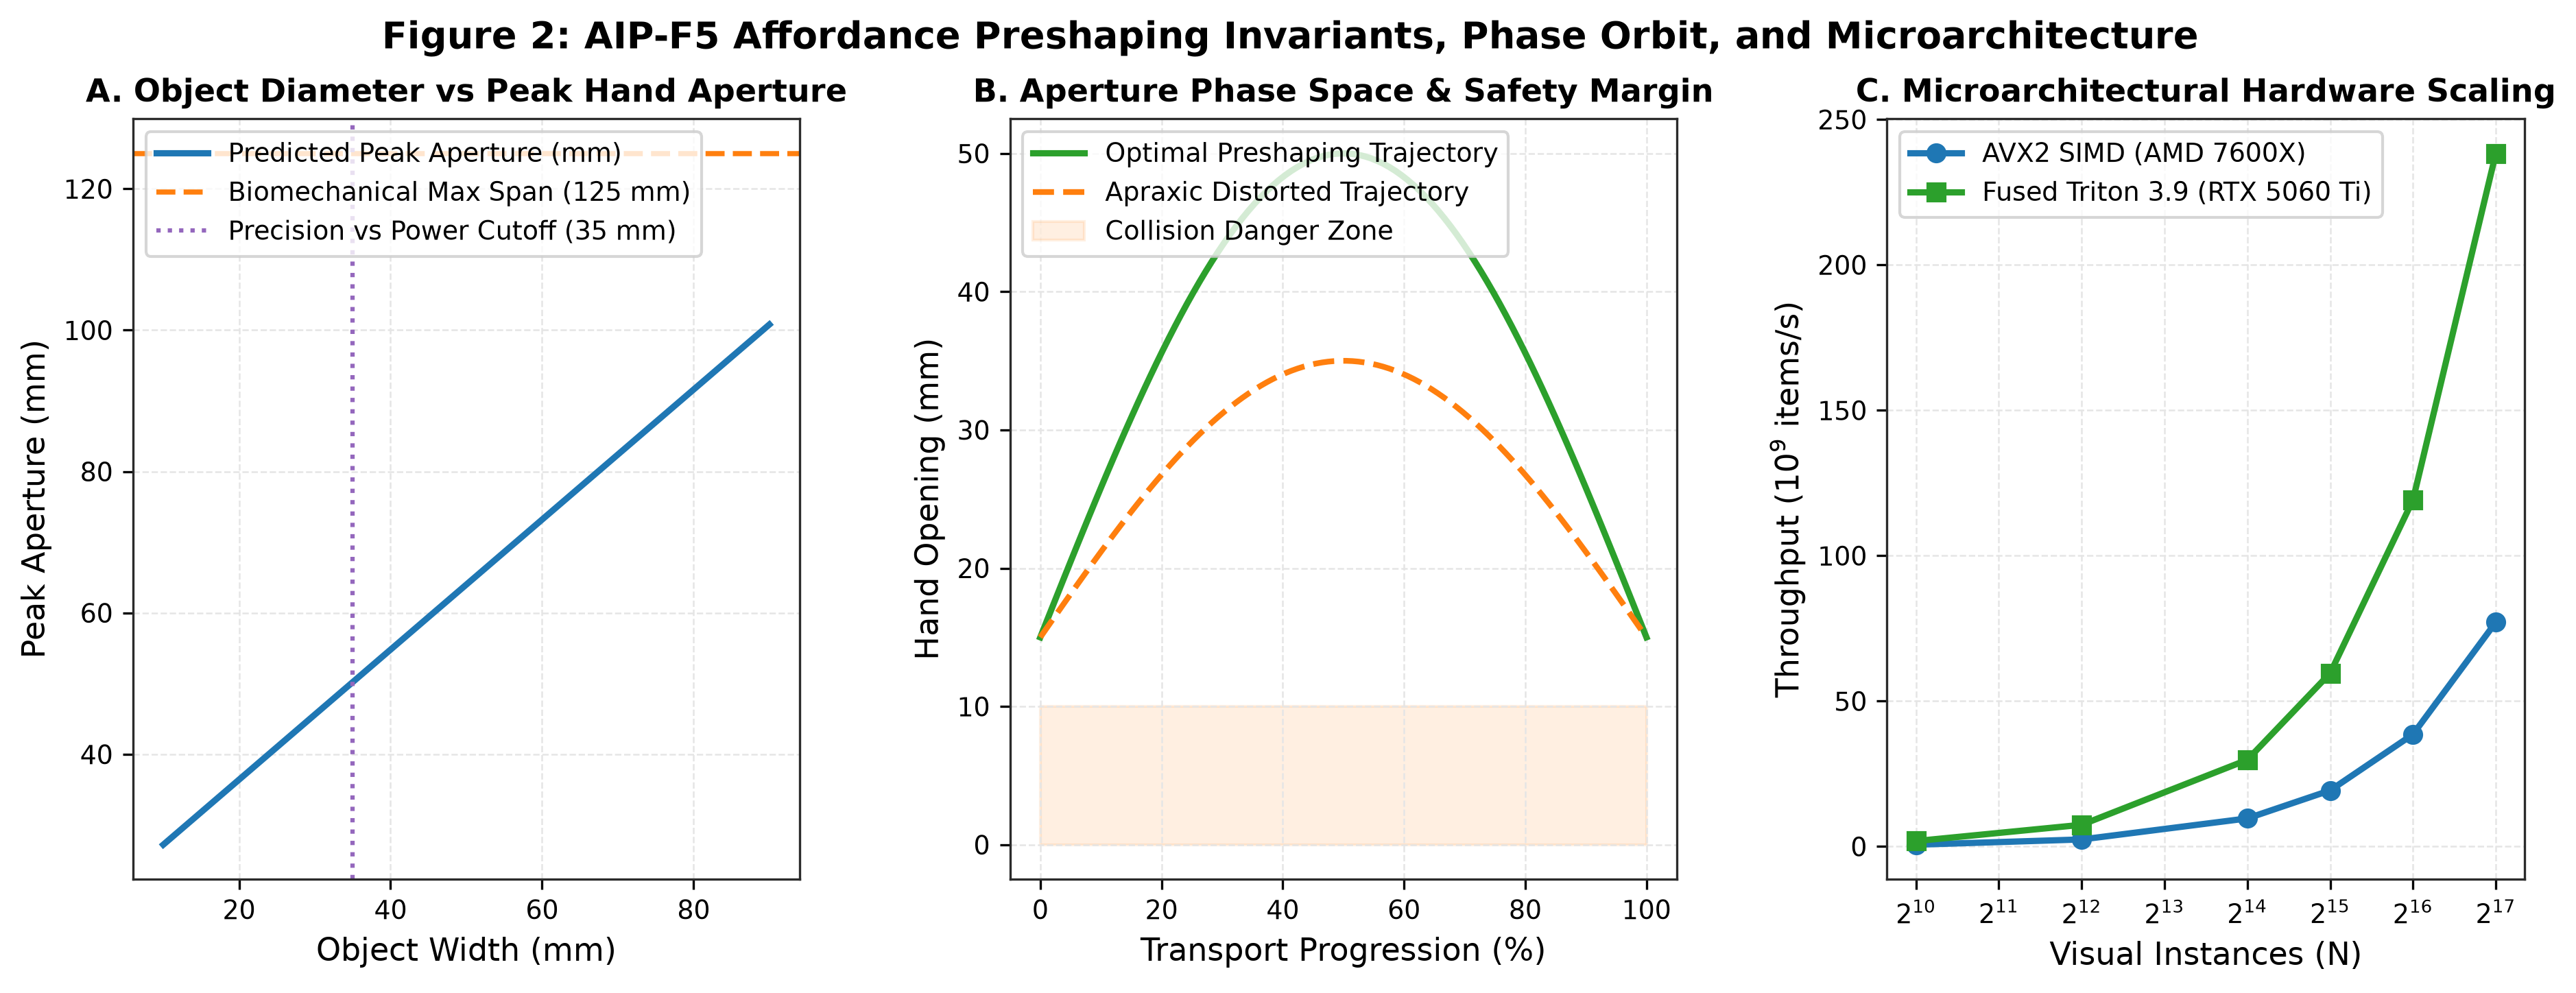 Figure 2: AIP-F5 Affordance Preshaping Invariants, Phase Orbit, and Microarchitecture
A. Object Diameter vs Peak Hand Aperture
Predicted Peak Aperture (mm)
Biomechanical Max Span (125 mm)
Precision vs Power Cutoff (35 mm)
120
100
80
60
40
Peak Aperture (mm)
20 40 60 80
Object Width (mm)
B. Aperture Phase Space & Safety Margin
Optimal Preshaping Trajectory
Apraxic Distorted Trajectory
Collision Danger Zone
50
40
30
20
10
0
Hand Opening (mm)
0 20 40 60 80 100
Transport Progression (%)
C. Microarchitectural Hardware Scaling
AVX2 SIMD (AMD 7600X)
Fused Triton 3.9 (RTX 5060 Ti)
250
200
150
100
50
0
Throughput (10⁹ items/s)
2¹⁰ 2¹¹ 2¹² 2¹³ 2¹⁴ 2¹⁵ 2¹⁶ 2¹⁷
Visual Instances (N)